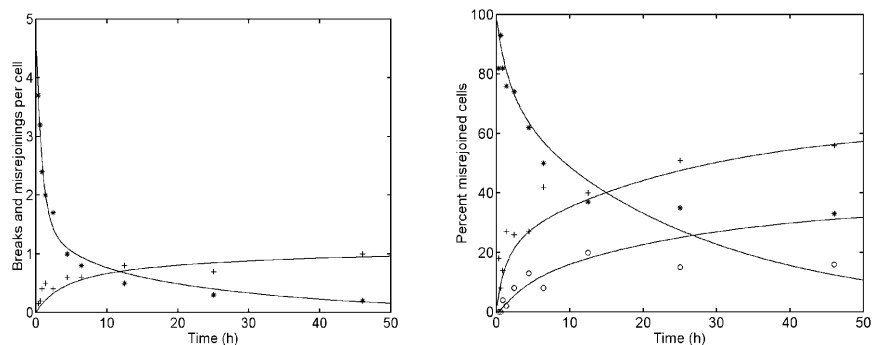 5
4
3
2
1
0
Breaks and misrejoinings per cell
0 10 20 30 40 50
Time (h)
100
80
60
40
20
0
Percent misrejoined cells
0 10 20 30 40 50
Time (h)